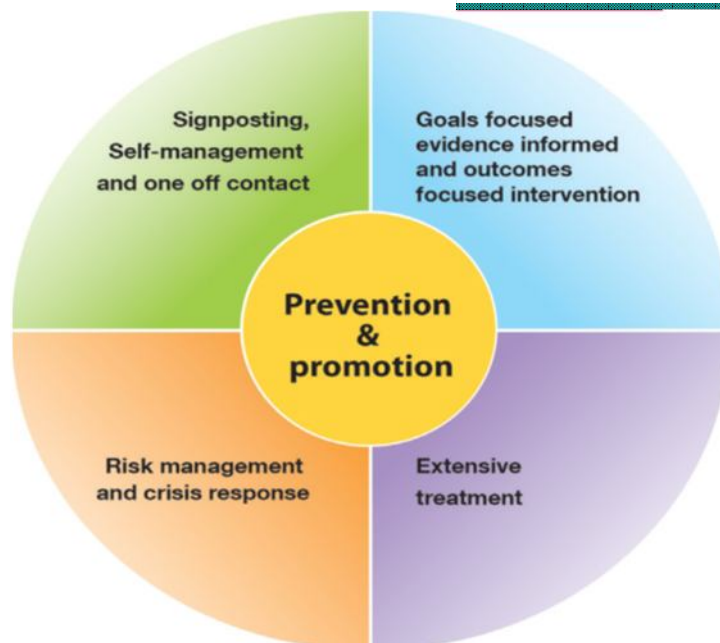 Signposting,
Self-management
and one off contact
Goals focused
evidence informed
and outcomes
focused intervention
Prevention
&
promotion
Risk management
and crisis response
Extensive
treatment